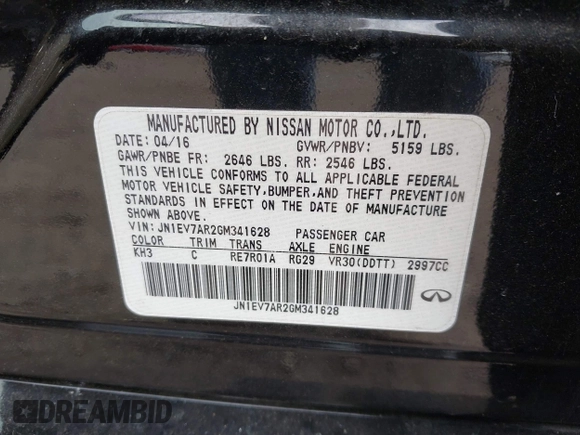 MANUFACTURED BY NISSAN MOTOR CO.,LTD.
DATE: 04/16 GVWR/PNBV: 5159 LBS.
GAWR/PNBE FR: 2646 LBS. RR: 2546 LBS.
THIS VEHICLE CONFORMS TO ALL APPLICABLE FEDERAL
MOTOR VEHICLE SAFETY,BUMPER,AND THEFT PREVENTION
STANDARDS IN EFFECT ON THE DATE OF MANUFACTURE
SHOWN ABOVE.
VIN: JN1EV7AR2GM341628 PASSENGER CAR
COLOR TRIM TRANS AXLE ENGINE
KH3 C RE7R01A RG29 VR30(DDTT) 2997CC
JN1EV7AR2GM341628
DREAMBID